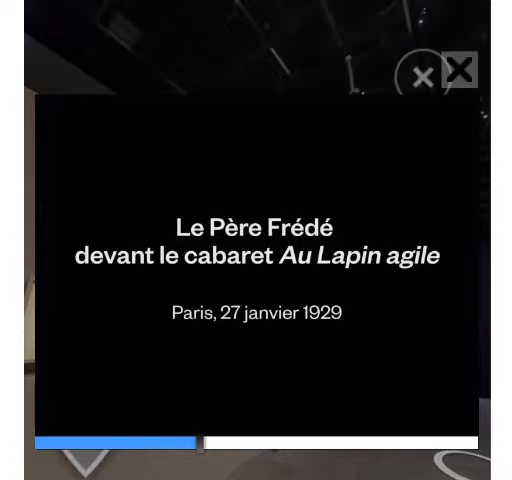 Le Père Frédé
devant le cabaret Au Lapin agile
Paris, 27 janvier 1929